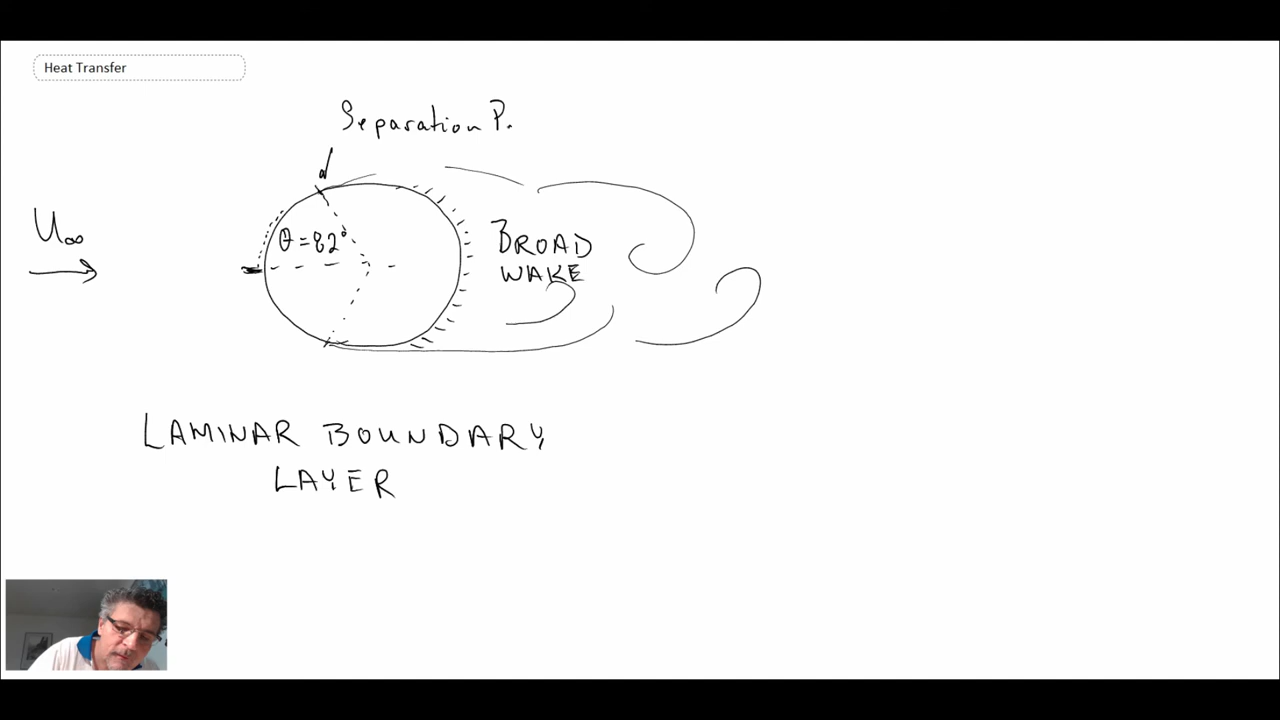 Heat Transfer
Separation P.
U∞
θ = 82°
BROAD
WAKE
LAMINAR BOUNDARY
LAYER